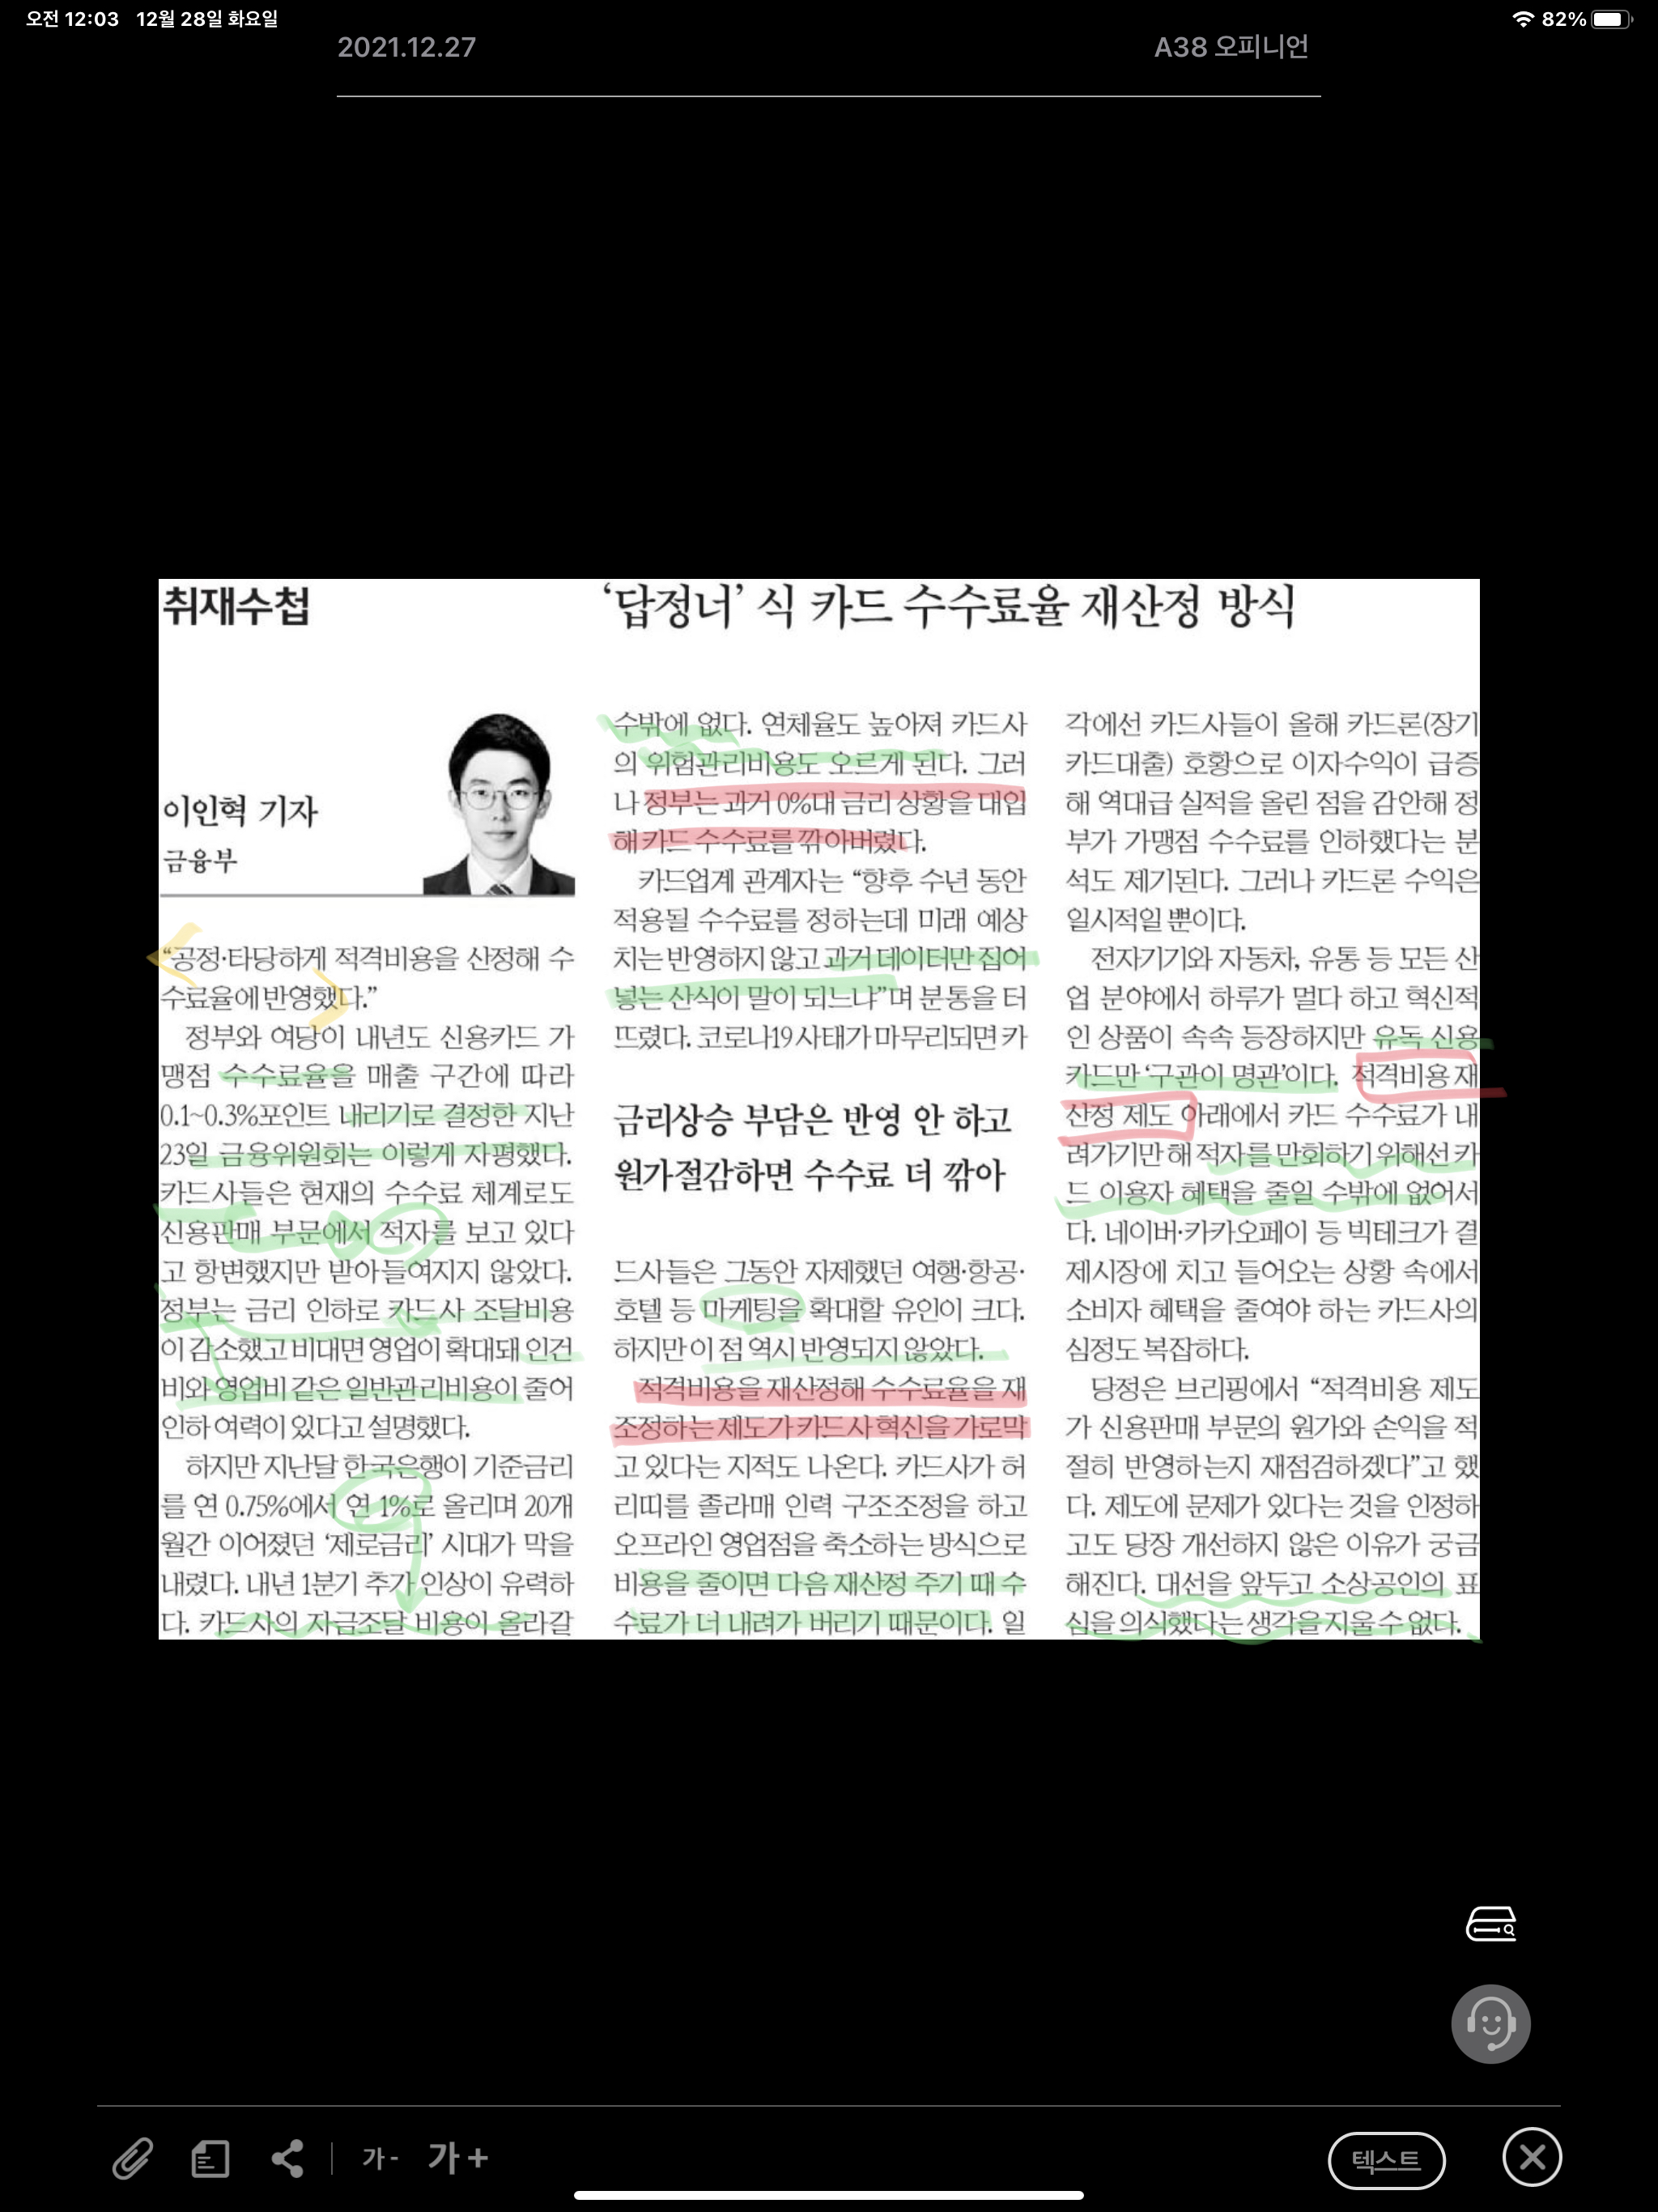 오전 12:03 12월 28일 화요일
82%
2021.12.27
A38 오피니언
취재수첩
‘답정너’ 식 카드 수수료율 재산정 방식
이인혁 기자
금융부
“공정·타당하게 적격비용을 산정해 수
수료율에 반영했다.”
정부와 여당이 내년도 신용카드 가
맹점 수수료율을 매출 구간에 따라
0.1~0.3%포인트 내리기로 결정한 지난
23일 금융위원회는 이렇게 자평했다.
카드사들은 현재의 수수료 체계로도
신용판매 부문에서 적자를 보고 있다
고 항변했지만 받아들여지지 않았다.
정부는 금리 인하로 카드사 조달비용
이 감소했고 비대면 영업이 확대돼 인건
비와 영업비 같은 일반관리비용이 줄어
인하 여력이 있다고 설명했다.
하지만 지난달 한국은행이 기준금리
를 연 0.75%에서 연 1%로 올리며 20개
월간 이어졌던 ‘제로금리’ 시대가 막을
내렸다. 내년 1분기 추가 인상이 유력하
다. 카드사의 자금조달 비용이 올라갈
수밖에 없다. 연체율도 높아져 카드사
의 위험관리비용도 오르게 된다. 그러
나 정부는 과거 0%대 금리 상황을 대입
해 카드 수수료를 깎아버렸다.
카드업계 관계자는 “향후 수년 동안
적용될 수수료를 정하는데 미래 예상
치는 반영하지 않고 과거 데이터만 집어
넣는 산식이 말이 되느냐”며 분통을 터
뜨렸다. 코로나19 사태가 마무리되면 카
금리상승 부담은 반영 안 하고
원가절감하면 수수료 더 깎아
드사들은 그동안 자제했던 여행·항공·
호텔 등 마케팅을 확대할 유인이 크다.
하지만 이 점 역시 반영되지 않았다.
적격비용을 재산정해 수수료율을 재
조정하는 제도가 카드사 혁신을 가로막
고 있다는 지적도 나온다. 카드사가 허
리띠를 졸라매 인력 구조조정을 하고
오프라인 영업점을 축소하는 방식으로
비용을 줄이면 다음 재산정 주기 때 수
수료가 더 내려가 버리기 때문이다. 일
각에선 카드사들이 올해 카드론(장기
카드대출) 호황으로 이자수익이 급증
해 역대급 실적을 올린 점을 감안해 정
부가 가맹점 수수료를 인하했다는 분
석도 제기된다. 그러나 카드론 수익은
일시적일 뿐이다.
전자기기와 자동차, 유통 등 모든 산
업 분야에서 하루가 멀다 하고 혁신적
인 상품이 속속 등장하지만 유독 신용
카드만 ‘구관이 명관’이다. 적격비용 재
산정 제도 아래에서 카드 수수료가 내
려가기만 해 적자를 만회하기 위해선 카
드 이용자 혜택을 줄일 수밖에 없어서
다. 네이버·카카오페이 등 빅테크가 결
제시장에 치고 들어오는 상황 속에서
소비자 혜택을 줄여야 하는 카드사의
심정도 복잡하다.
당정은 브리핑에서 “적격비용 제도
가 신용판매 부문의 원가와 손익을 적
절히 반영하는지 재점검하겠다”고 했
다. 제도에 문제가 있다는 것을 인정하
고도 당장 개선하지 않은 이유가 궁금
해진다. 대선을 앞두고 소상공인의 표
심을 의식했다는 생각을 지울 수 없다.
가- 가+
텍스트